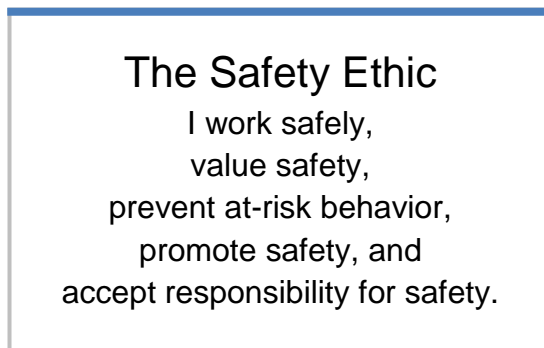 The Safety Ethic
I work safely,
value safety,
prevent at-risk behavior,
promote safety, and
accept responsibility for safety.